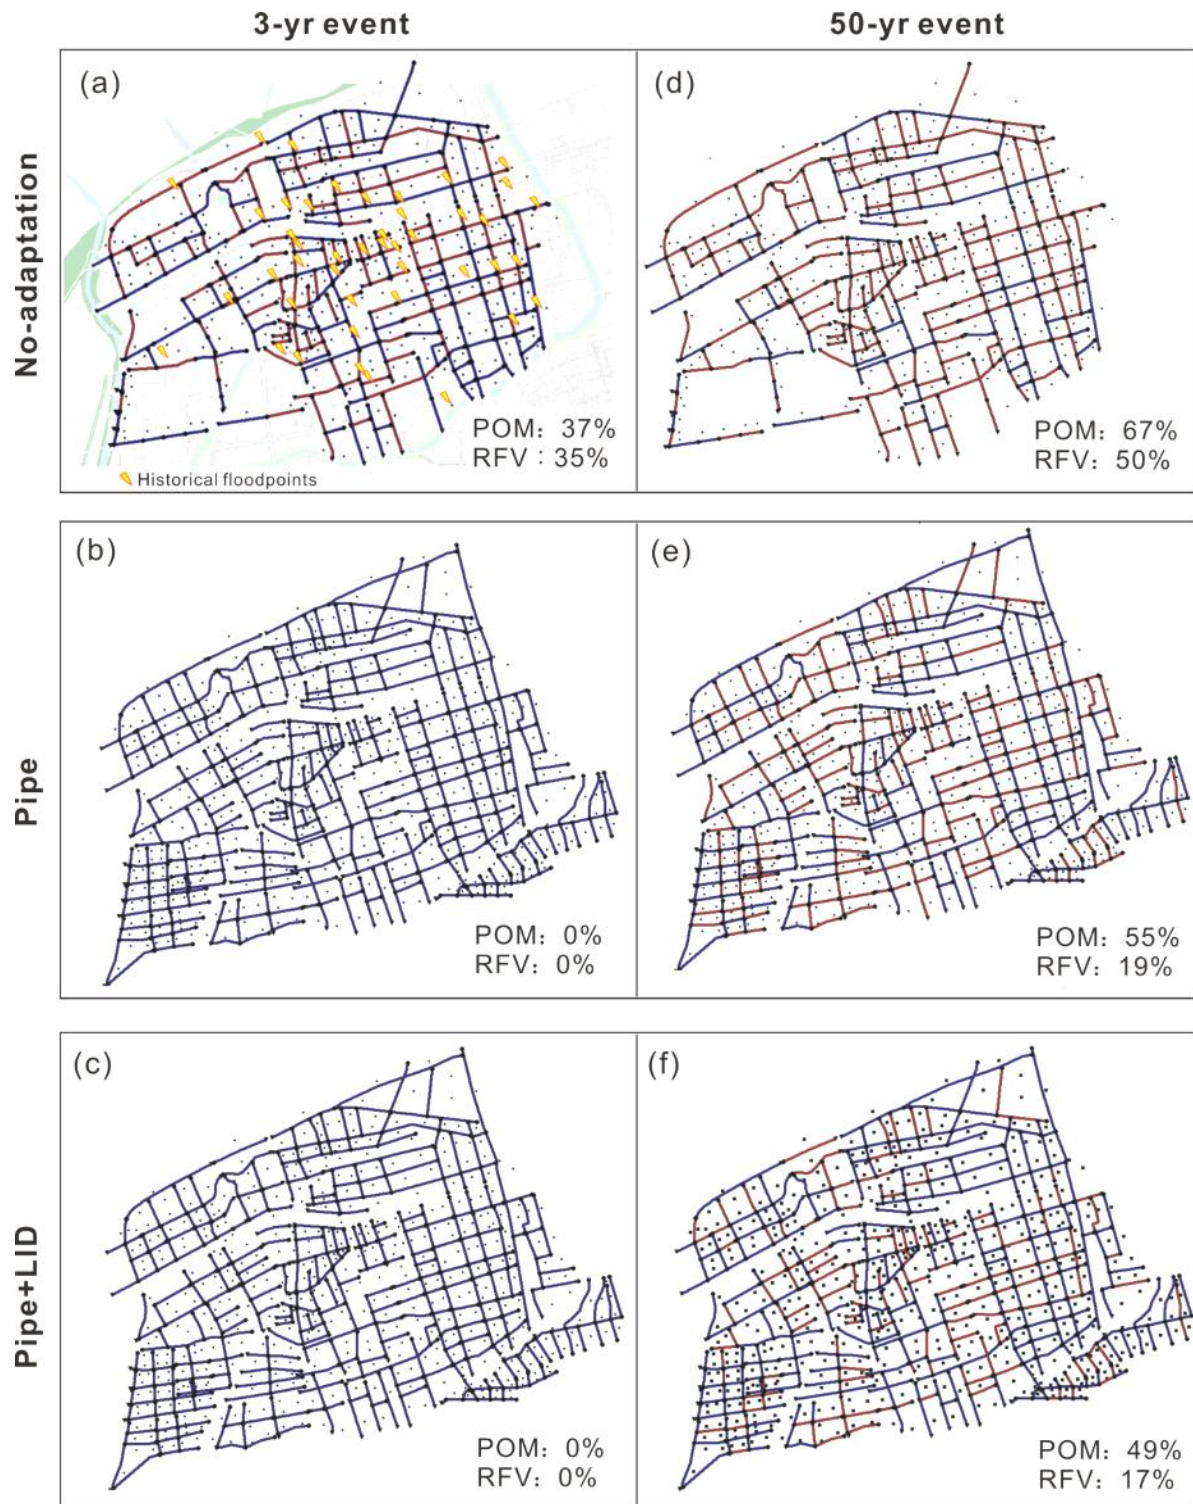 3-yr event
50-yr event
No-adaptation
(a)
POM: 37%
RFV : 35%
Historical floodpoints
(d)
POM: 67%
RFV: 50%
Pipe
(b)
POM: 0%
RFV: 0%
(e)
POM: 55%
RFV: 19%
Pipe+LID
(c)
POM: 0%
RFV: 0%
(f)
POM: 49%
RFV: 17%